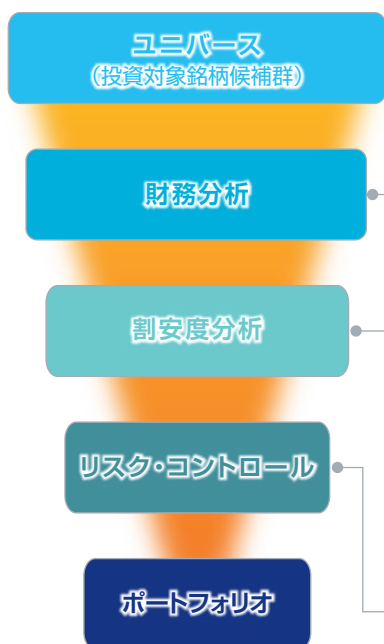 ユニバース
（投資対象銘柄候補群）
財務分析
割安度分析
リスク・コントロール
ポートフォリオ